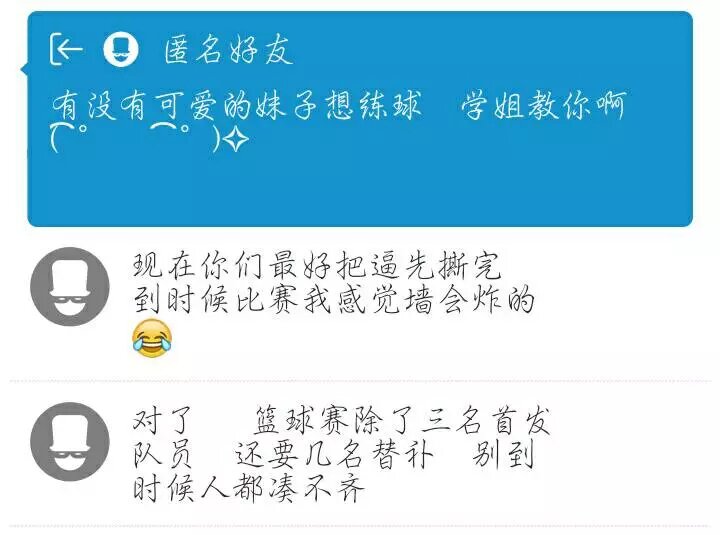 匿名好友
有没有可爱的妹子想练球 学姐教你啊
(͡° ͡°)✧
现在你们最好把逼先撕完
到时候比赛我感觉墙会炸的
😂
对了 篮球赛除了三名首发
队员 还要几名替补 别到
时候人都凑不齐